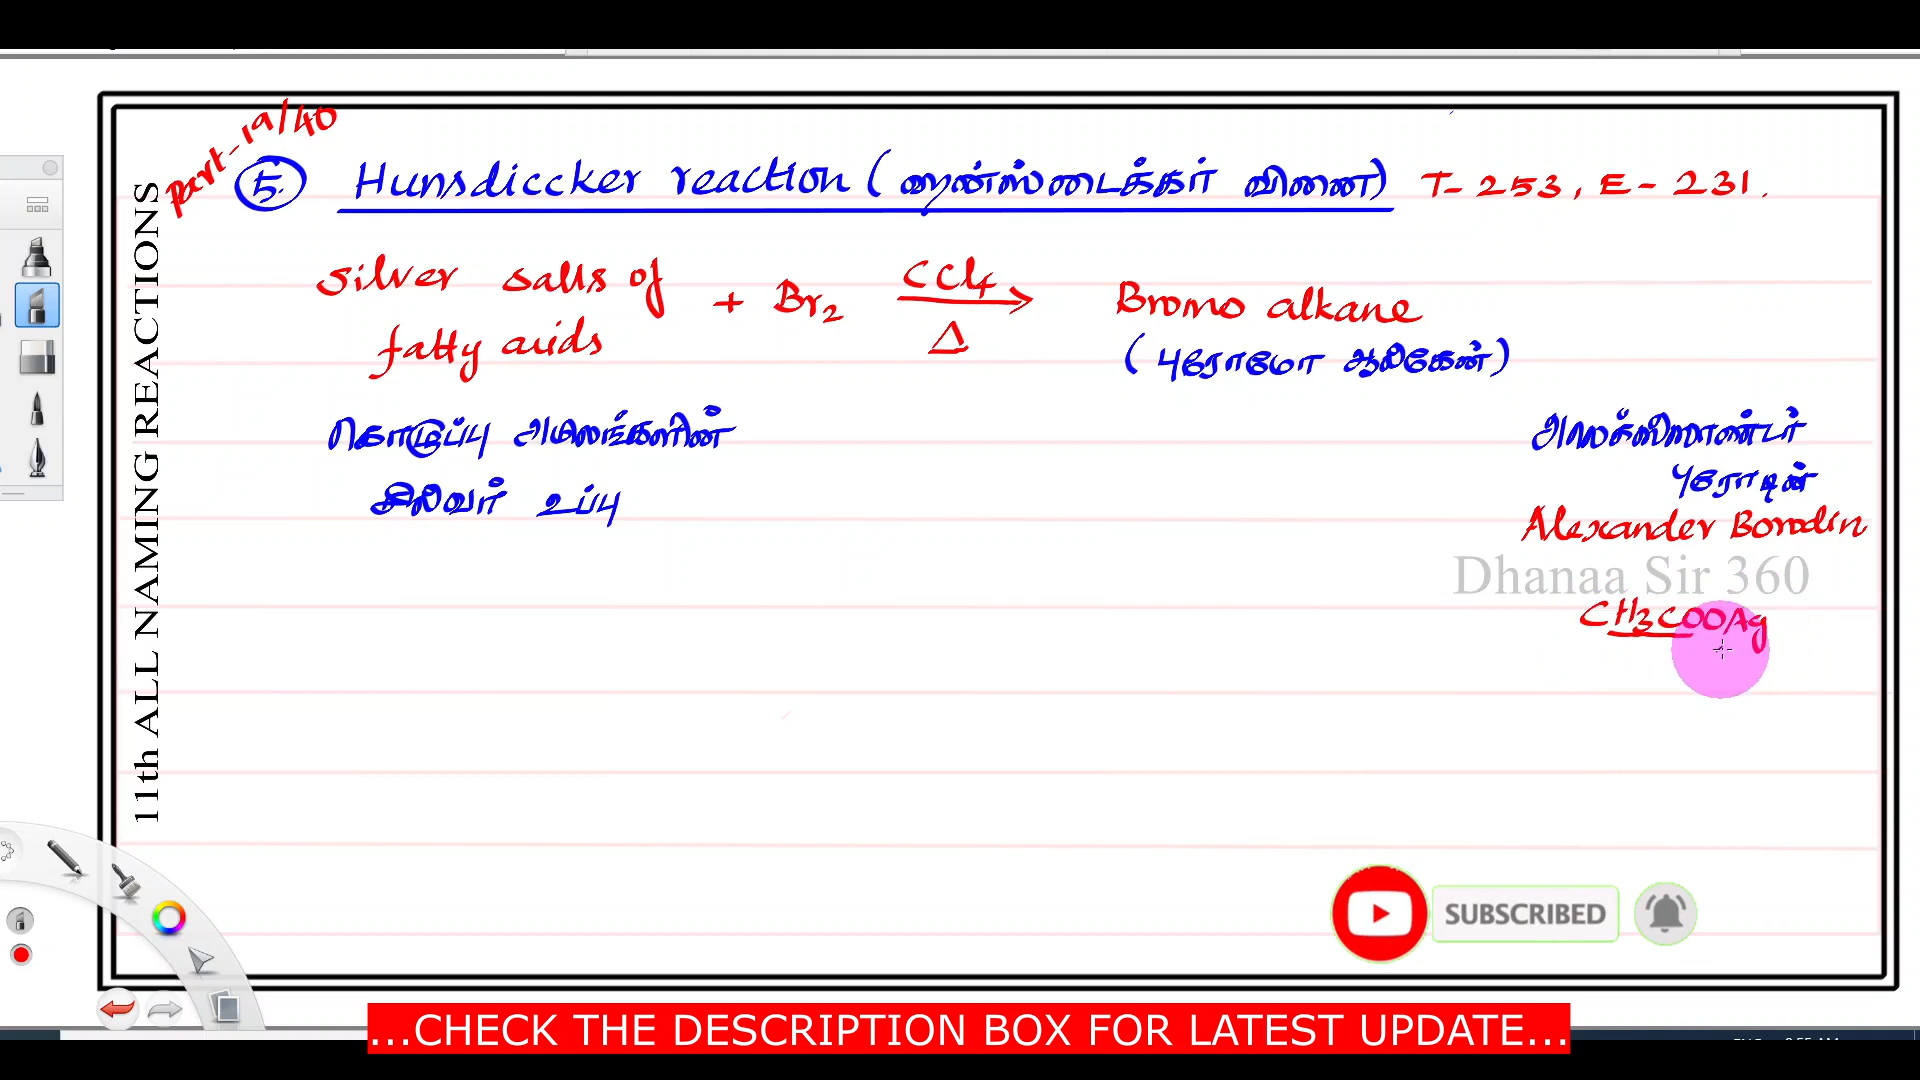 Part-19/40
5. Hunsdiccker reaction (ஹன்ஸ்டைக்கர் வினை) T-253, E-231.
Silver salts of fatty acids + Br2 CCl4 Δ → Bromo alkane
(புரோமோ ஆல்கேன்)
கொழுப்பு அமிலங்களின்
சில்வர் உப்பு
அலக்ஸாண்டர்
புரோடின்
Alexander Borodin
Dhanaa Sir 360
CH3COOAg
11th ALL NAMING REACTIONS
SUBSCRIBED
...CHECK THE DESCRIPTION BOX FOR LATEST UPDATE...